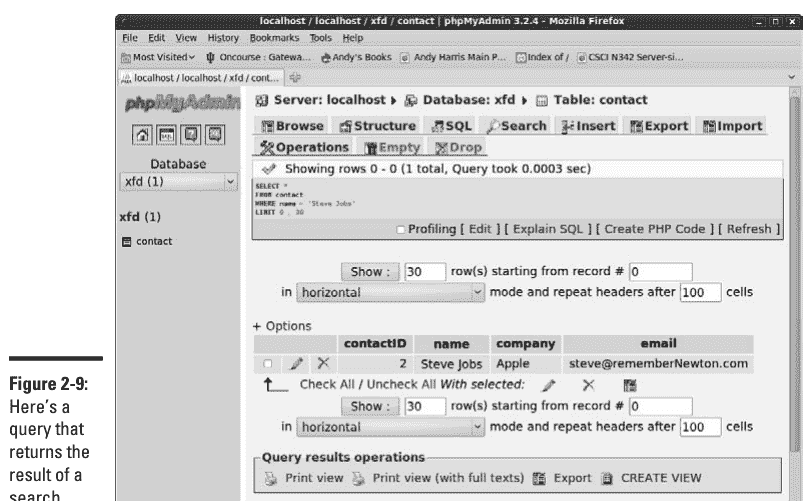 localhost / localhost / xfd / contact | phpMyAdmin 3.2.4 - Mozilla Firefox
File Edit View History Bookmarks Tools Help
Most Visited Oncourse : Gatewa... Andy's Books Andy Harris Main P... Index of / CSCI N342 Server-si...
localhost / localhost / xfd / cont...
phpMyAdmin
Server: localhost Database: xfd Table: contact
Browse Structure SQL Search Insert Export Import
Operations Empty Drop
Database
xfd (1)
xfd (1)
contact
Showing rows 0 - 0 (1 total, Query took 0.0003 sec)
SELECT *
FROM contact
WHERE name = 'Steve Jobs'
LIMIT 0 , 30
Profiling [ Edit ] [ Explain SQL ] [ Create PHP Code ] [ Refresh ]
Show : 30 row(s) starting from record # 0
in horizontal mode and repeat headers after 100 cells
+ Options
contactID name company email
2 Steve Jobs Apple steve@rememberNewton.com
Check All / Uncheck All With selected:
Show : 30 row(s) starting from record # 0
in horizontal mode and repeat headers after 100 cells
Query results operations
Print view Print view (with full texts) Export CREATE VIEW
Figure 2-9:
Here's a
query that
returns the
result of a
search